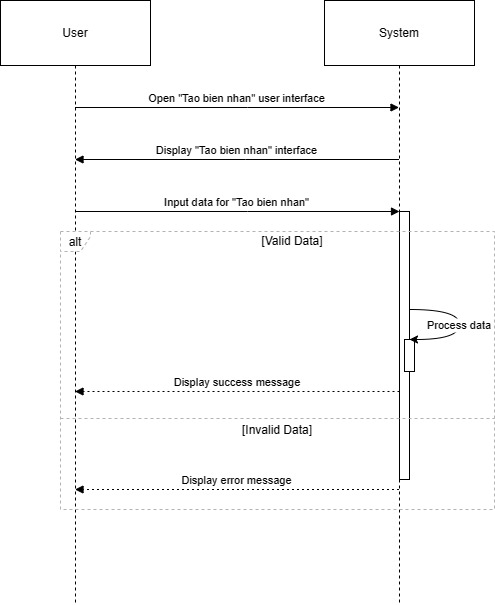 User
System
Open "Tao bien nhan" user interface
Display "Tao bien nhan" interface
Input data for "Tao bien nhan"
alt
[Valid Data]
Process data
Display success message
[Invalid Data]
Display error message